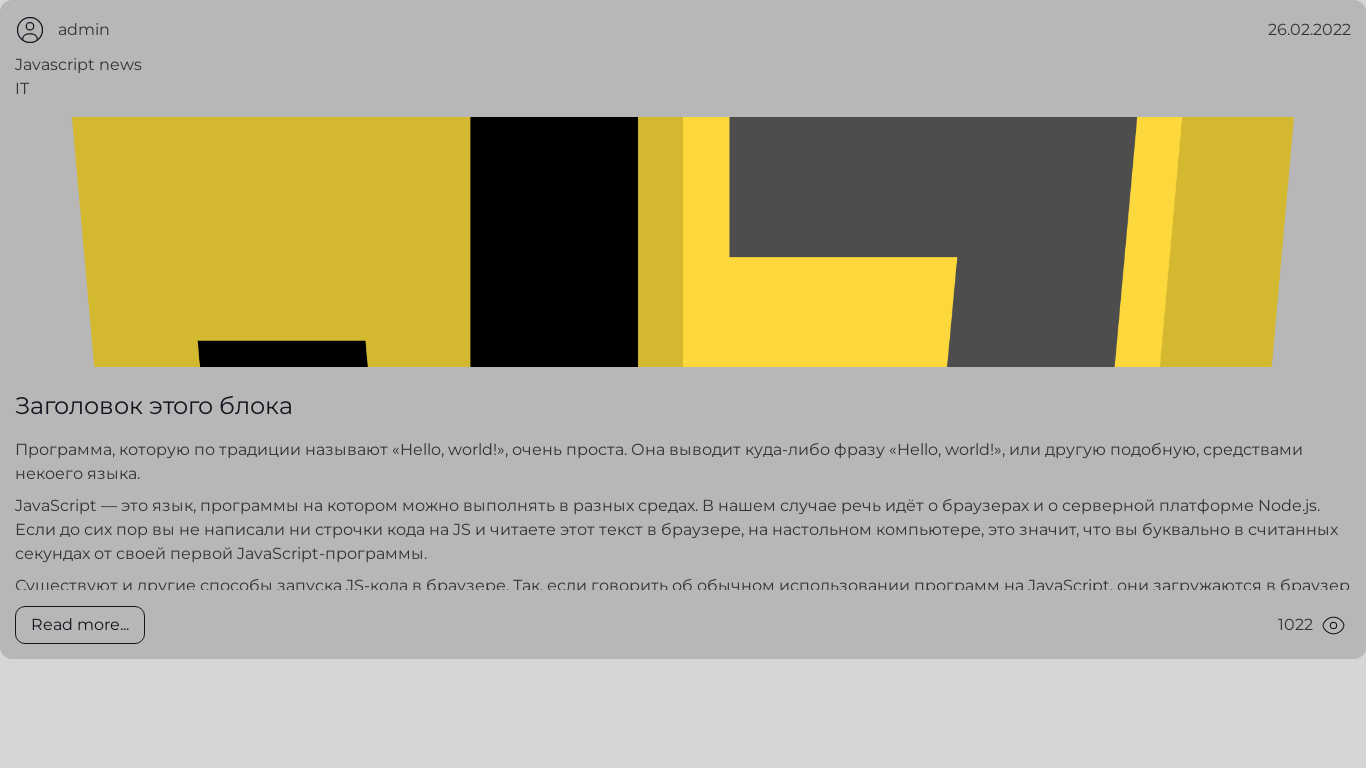 admin
26.02.2022
Javascript news
IT
Заголовок этого блока
Программа, которую по традиции называют «Hello, world!», очень проста. Она выводит куда-либо фразу «Hello, world!», или другую подобную, средствами
некоего языка.
JavaScript — это язык, программы на котором можно выполнять в разных средах. В нашем случае речь идёт о браузерах и о серверной платформе Node.js.
Если до сих пор вы не написали ни строчки кода на JS и читаете этот текст в браузере, на настольном компьютере, это значит, что вы буквально в считанных
секундах от своей первой JavaScript-программы.
Существуют и другие способы запуска JS-кода в браузере. Так, если говорить об обычном использовании программ на JavaScript, они загружаются в браузер
Read more...
1022